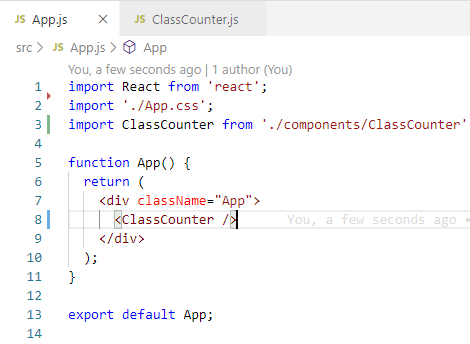 JS App.js × JS ClassCounter.js
src > JS App.js > App
You, a few seconds ago | 1 author (You)
1 import React from 'react';
2 import './App.css';
3 import ClassCounter from './components/ClassCounter'
4
5 function App() {
6 return (
7 <div className="App">
8 <ClassCounter /> You, a few seconds ago •
9 </div>
10 );
11 }
12
13 export default App;
14